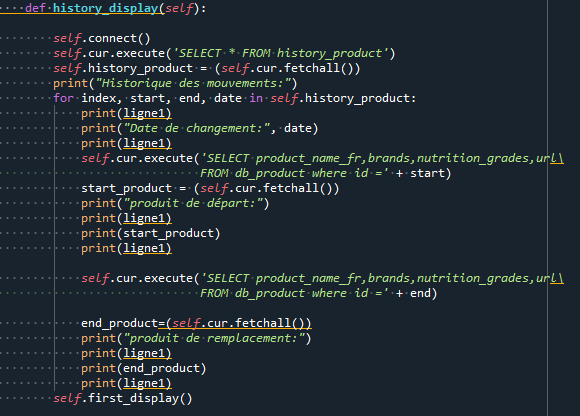 def history_display(self):
self.connect()
self.cur.execute('SELECT * FROM history_product')
self.history_product = (self.cur.fetchall())
print("Historique des mouvements:")
for index, start, end, date in self.history_product:
print(ligne1)
print("Date de changement:", date)
print(ligne1)
self.cur.execute('SELECT product_name_fr,brands,nutrition_grades,url\
FROM db_product where id =' + start)
start_product = (self.cur.fetchall())
print("produit de départ:")
print(ligne1)
print(start_product)
print(ligne1)
self.cur.execute('SELECT product_name_fr,brands,nutrition_grades,url\
FROM db_product where id =' + end)
end_product=(self.cur.fetchall())
print("produit de remplacement:")
print(ligne1)
print(end_product)
print(ligne1)
self.first_display()